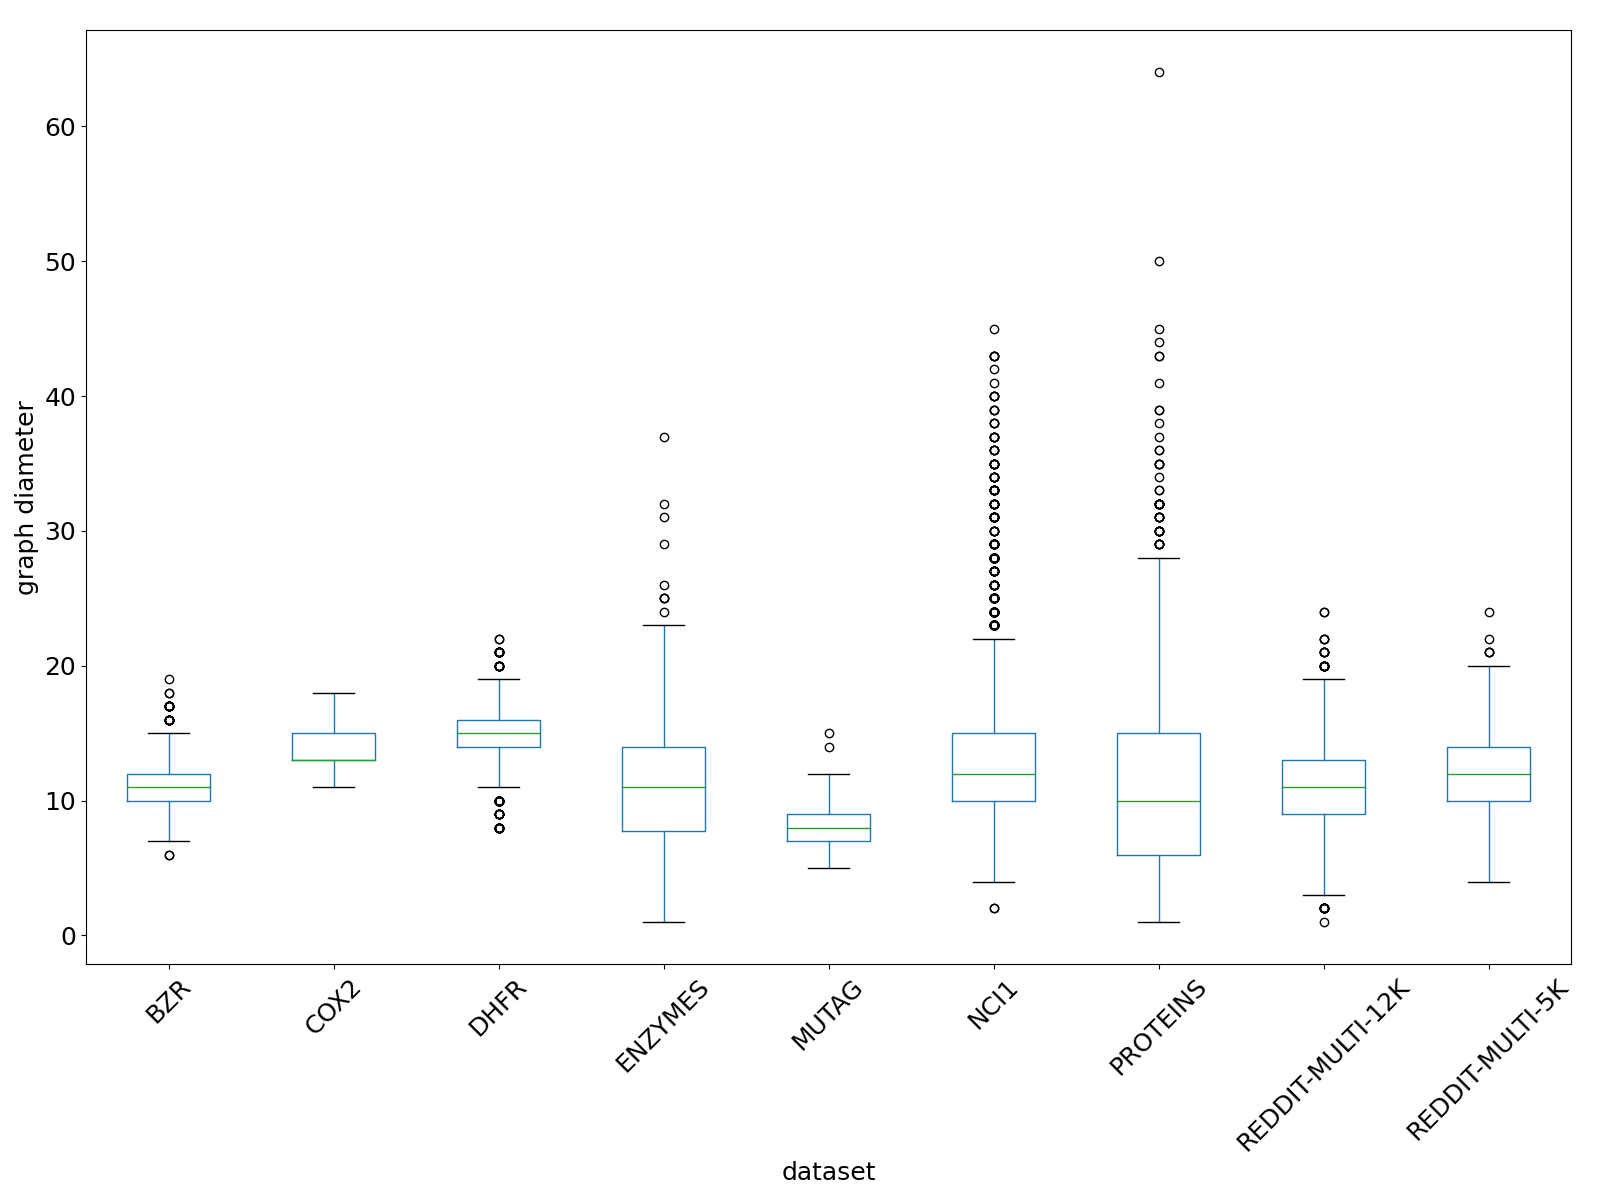 60
50
40
30
20
10
0
graph diameter
BZR
COX2
DHFR
ENZYMES
MUTAG
NCI1
PROTEINS
REDDIT-MULTI-12K
REDDIT-MULTI-5K
dataset